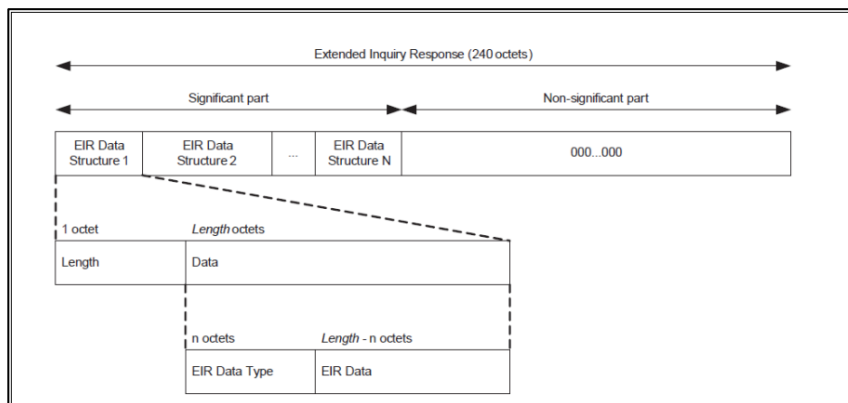 Extended Inquiry Response (240 octets)
Significant part
Non-significant part
EIR Data
Structure 1
EIR Data
Structure 2
...
EIR Data
Structure N
000...000
1 octet
Length octets
Length
Data
n octets
Length - n octets
EIR Data Type
EIR Data